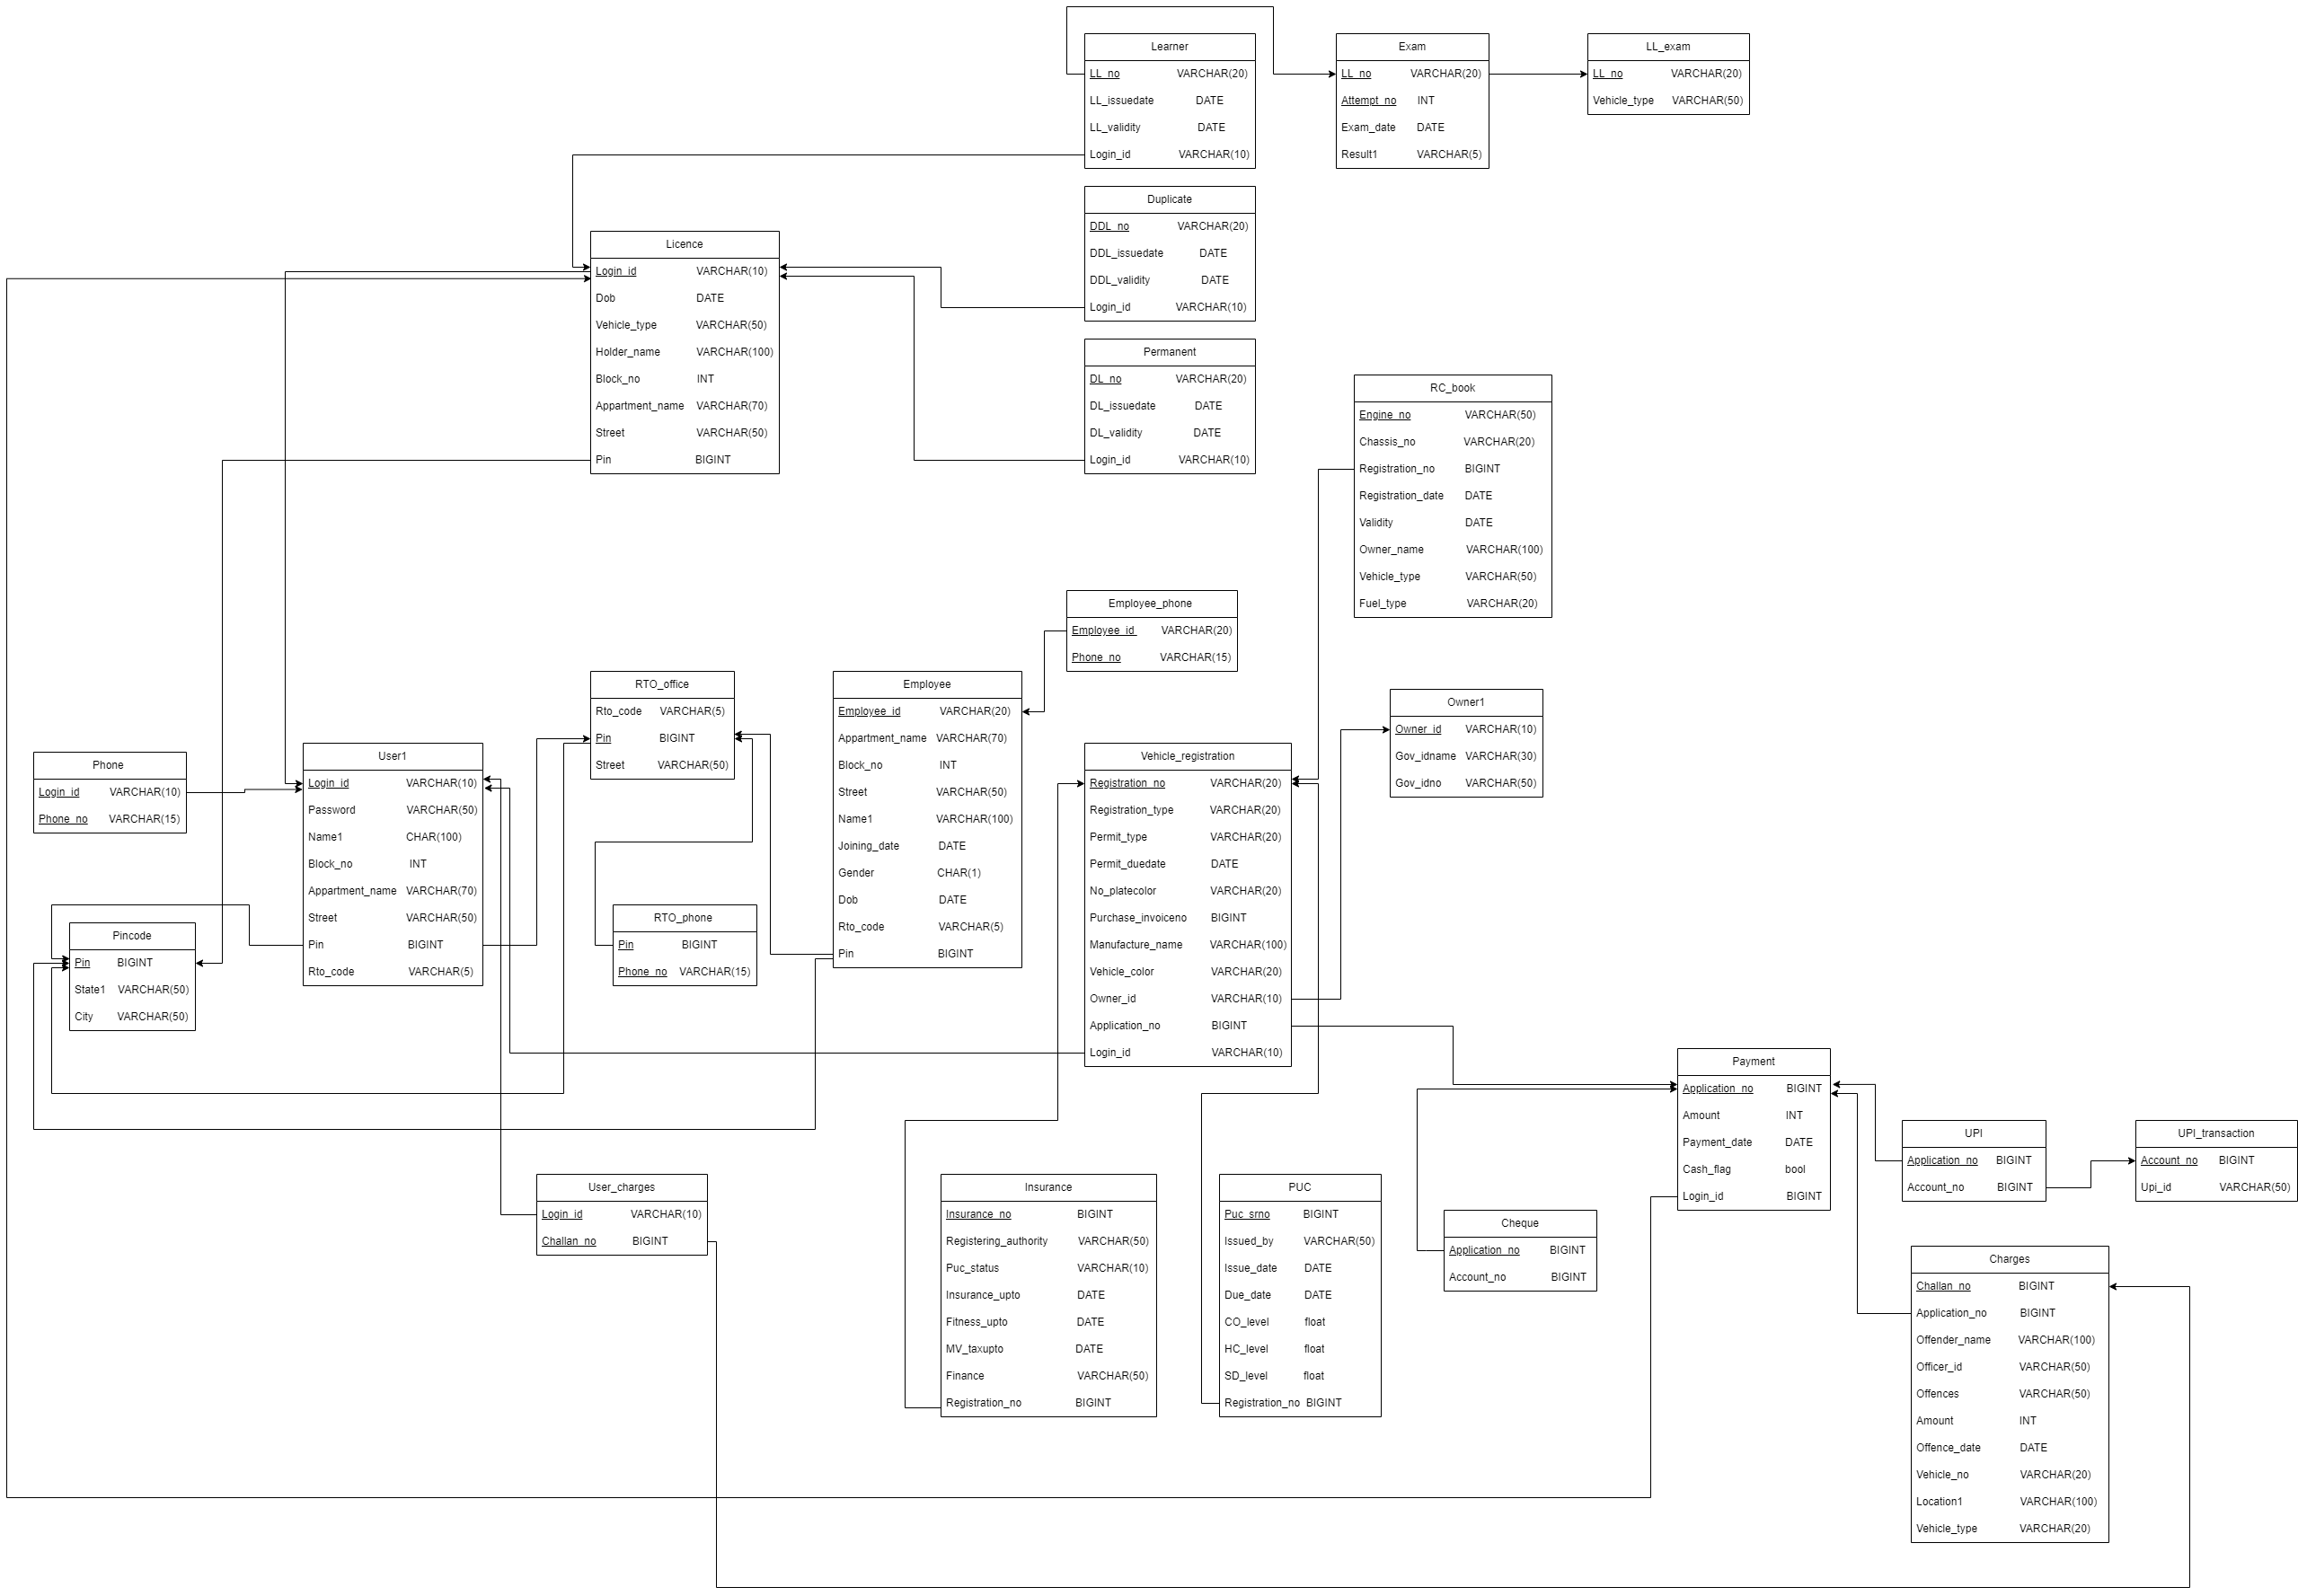 Learner
LL_no VARCHAR(20)
LL_issuedate DATE
LL_validity DATE
Login_id VARCHAR(10)
Exam
LL_no VARCHAR(20)
Attempt_no INT
Exam_date DATE
Result1 VARCHAR(5)
LL_exam
LL_no VARCHAR(20)
Vehicle_type VARCHAR(50)
Duplicate
DDL_no VARCHAR(20)
DDL_issuedate DATE
DDL_validity DATE
Login_id VARCHAR(10)
Licence
Login_id VARCHAR(10)
Dob DATE
Vehicle_type VARCHAR(50)
Holder_name VARCHAR(100)
Block_no INT
Appartment_name VARCHAR(70)
Street VARCHAR(50)
Pin BIGINT
Permanent
DL_no VARCHAR(20)
DL_issuedate DATE
DL_validity DATE
Login_id VARCHAR(10)
RC_book
Engine_no VARCHAR(50)
Chassis_no VARCHAR(20)
Registration_no BIGINT
Registration_date DATE
Validity DATE
Owner_name VARCHAR(100)
Vehicle_type VARCHAR(50)
Fuel_type VARCHAR(20)
Employee_phone
Employee_id VARCHAR(20)
Phone_no VARCHAR(15)
RTO_office
Rto_code VARCHAR(5)
Pin BIGINT
Street VARCHAR(50)
Employee
Employee_id VARCHAR(20)
Appartment_name VARCHAR(70)
Block_no INT
Street VARCHAR(50)
Name1 VARCHAR(100)
Joining_date DATE
Gender CHAR(1)
Dob DATE
Rto_code VARCHAR(5)
Pin BIGINT
Owner1
Owner_id VARCHAR(10)
Gov_idname VARCHAR(30)
Gov_idno VARCHAR(50)
Phone
Login_id VARCHAR(10)
Phone_no VARCHAR(15)
User1
Login_id VARCHAR(10)
Password VARCHAR(50)
Name1 CHAR(100)
Block_no INT
Appartment_name VARCHAR(70)
Street VARCHAR(50)
Pin BIGINT
Rto_code VARCHAR(5)
Vehicle_registration
Registration_no VARCHAR(20)
Registration_type VARCHAR(20)
Permit_type VARCHAR(20)
Permit_duedate DATE
No_platecolor VARCHAR(20)
Purchase_invoiceno BIGINT
Manufacture_name VARCHAR(100)
Vehicle_color VARCHAR(20)
Owner_id VARCHAR(10)
Application_no BIGINT
Login_id VARCHAR(10)
RTO_phone
Pin BIGINT
Phone_no VARCHAR(15)
Pincode
Pin BIGINT
State1 VARCHAR(50)
City VARCHAR(50)
Payment
Application_no BIGINT
Amount INT
Payment_date DATE
Cash_flag bool
Login_id BIGINT
UPI
Application_no BIGINT
Account_no BIGINT
UPI_transaction
Account_no BIGINT
Upi_id VARCHAR(50)
User_charges
Login_id VARCHAR(10)
Challan_no BIGINT
Insurance
Insurance_no BIGINT
Registering_authority VARCHAR(50)
Puc_status VARCHAR(10)
Insurance_upto DATE
Fitness_upto DATE
MV_taxupto DATE
Finance VARCHAR(50)
Registration_no BIGINT
PUC
Puc_srno BIGINT
Issued_by VARCHAR(50)
Issue_date DATE
Due_date DATE
CO_level float
HC_level float
SD_level float
Registration_no BIGINT
Cheque
Application_no BIGINT
Account_no BIGINT
Charges
Challan_no BIGINT
Application_no BIGINT
Offender_name VARCHAR(100)
Officer_id VARCHAR(50)
Offences VARCHAR(50)
Amount INT
Offence_date DATE
Vehicle_no VARCHAR(20)
Location1 VARCHAR(100)
Vehicle_type VARCHAR(20)